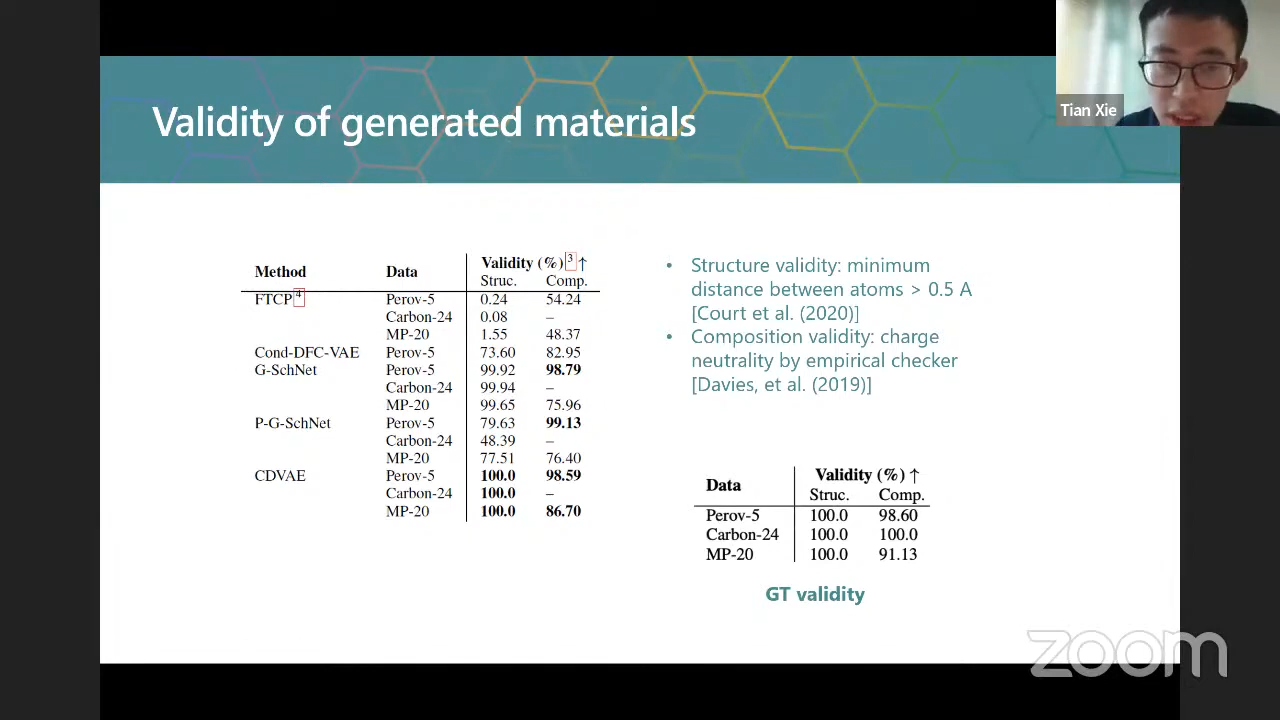 Tian Xie
Validity of generated materials
Method Data Validity (%) 3 ↑
Struc. Comp.
FTCP 4 Perov-5 0.24 54.24
Carbon-24 0.08 –
MP-20 1.55 48.37
Cond-DFC-VAE Perov-5 73.60 82.95
G-SchNet Perov-5 99.92 98.79
Carbon-24 99.94 –
MP-20 99.65 75.96
P-G-SchNet Perov-5 79.63 99.13
Carbon-24 48.39 –
MP-20 77.51 76.40
CDVAE Perov-5 100.0 98.59
Carbon-24 100.0 –
MP-20 100.0 86.70
• Structure validity: minimum
distance between atoms > 0.5 A
[Court et al. (2020)]
• Composition validity: charge
neutrality by empirical checker
[Davies, et al. (2019)]
Data Validity (%) ↑
Struc. Comp.
Perov-5 100.0 98.60
Carbon-24 100.0 100.0
MP-20 100.0 91.13
GT validity
zoom